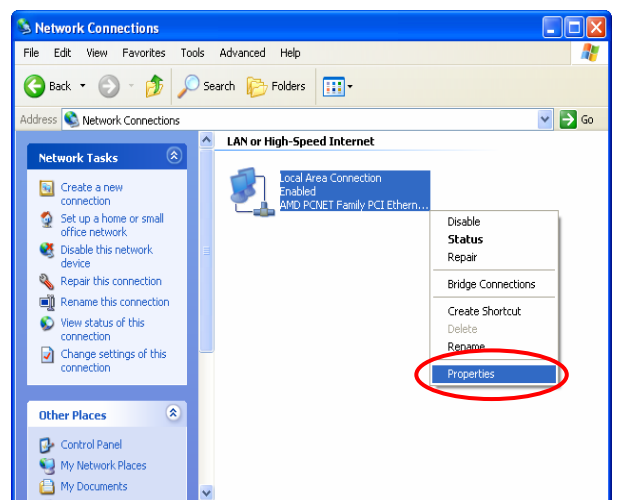 Network Connections
File Edit View Favorites Tools Advanced Help
Back Search Folders
Address Network Connections Go
Network Tasks
Create a new
connection
Set up a home or small
office network
Disable this network
device
Repair this connection
Rename this connection
View status of this
connection
Change settings of this
connection
Other Places
Control Panel
My Network Places
My Documents
LAN or High-Speed Internet
Local Area Connection
Enabled
AMD PCNET Family PCI Ethern...
Disable
Status
Repair
Bridge Connections
Create Shortcut
Delete
Rename
Properties